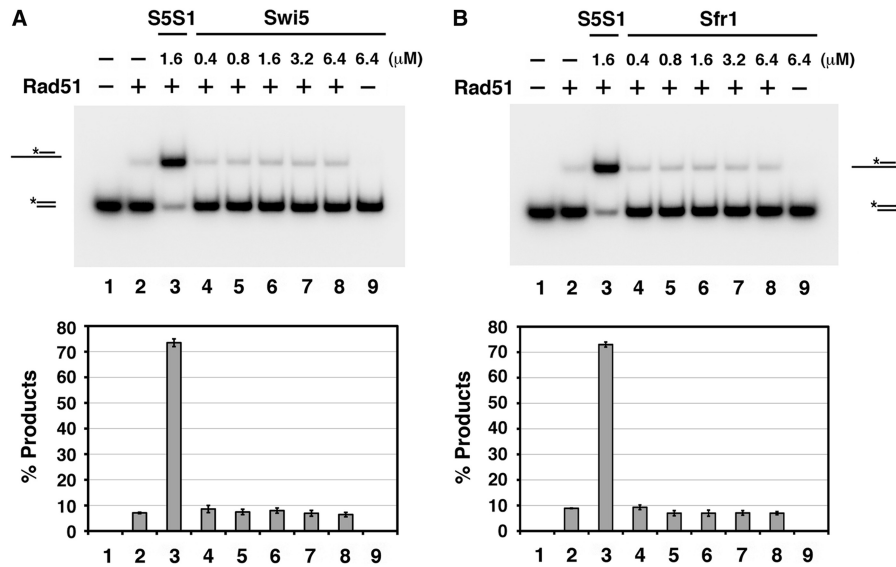 A
S5S1 Swi5
– – 1.6 0.4 0.8 1.6 3.2 6.4 6.4 (μM)
Rad51 – + + + + + + + –
*
*
1 2 3 4 5 6 7 8 9
% Products
80
70
60
50
40
30
20
10
0
1 2 3 4 5 6 7 8 9
B
S5S1 Sfr1
– – 1.6 0.4 0.8 1.6 3.2 6.4 6.4 (μM)
Rad51 – + + + + + + + –
*
*
1 2 3 4 5 6 7 8 9
% Products
80
70
60
50
40
30
20
10
0
1 2 3 4 5 6 7 8 9